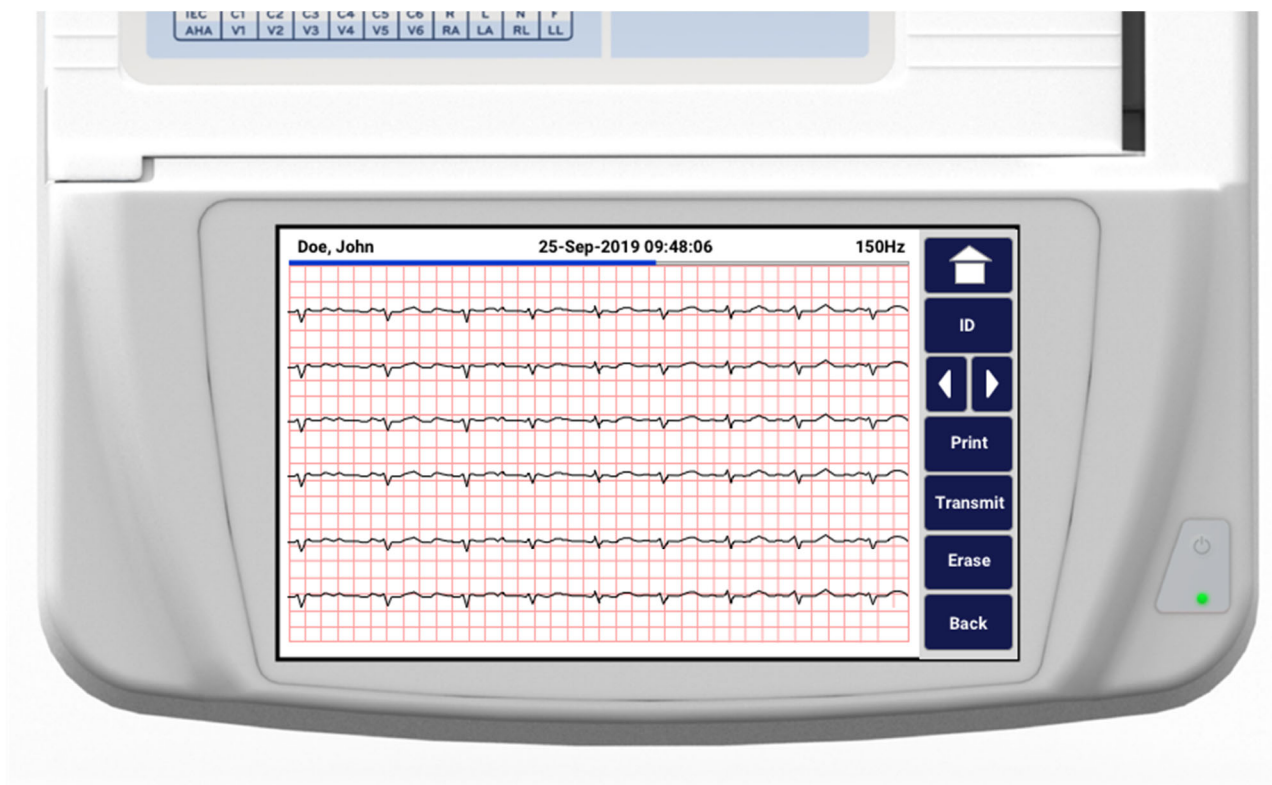 IEC C1 C2 C3 C4 C5 C6 R L N F
AHA V1 V2 V3 V4 V5 V6 RA LA RL LL
Doe, John 25-Sep-2019 09:48:06 150Hz
ID
Print
Transmit
Erase
Back